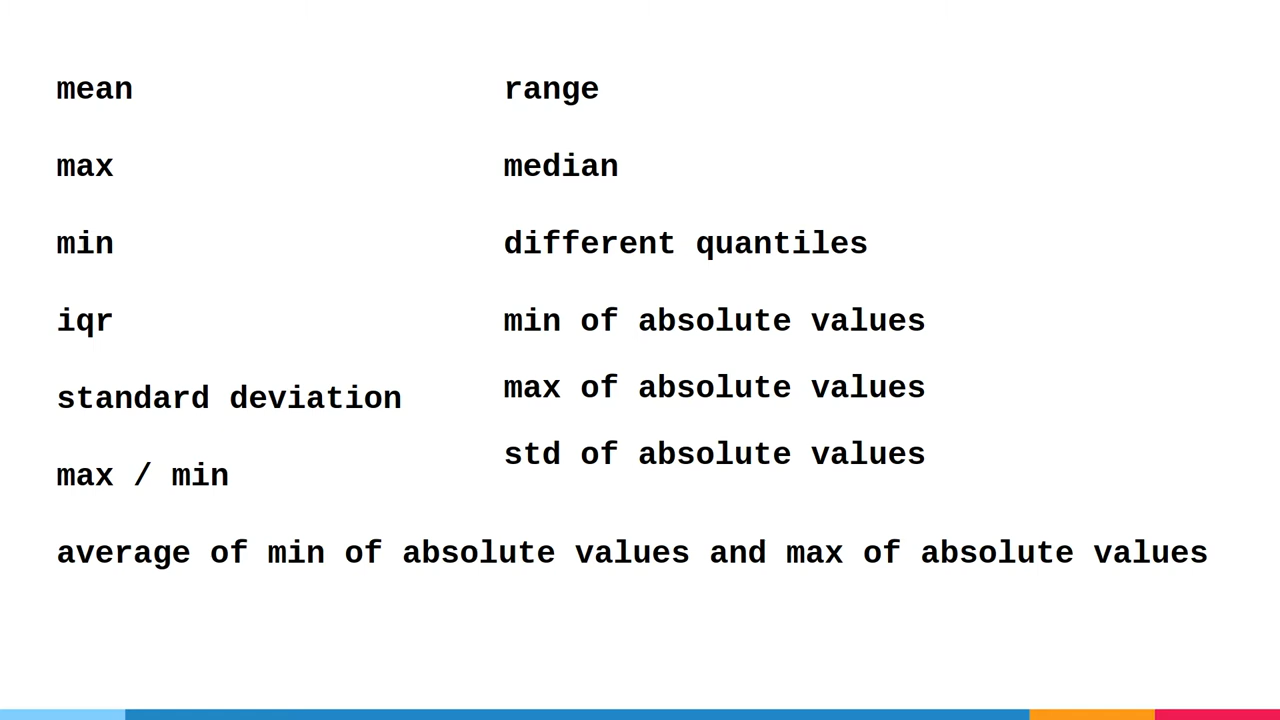 mean
max
min
iqr
standard deviation
max / min
range
median
different quantiles
min of absolute values
max of absolute values
std of absolute values
average of min of absolute values and max of absolute values